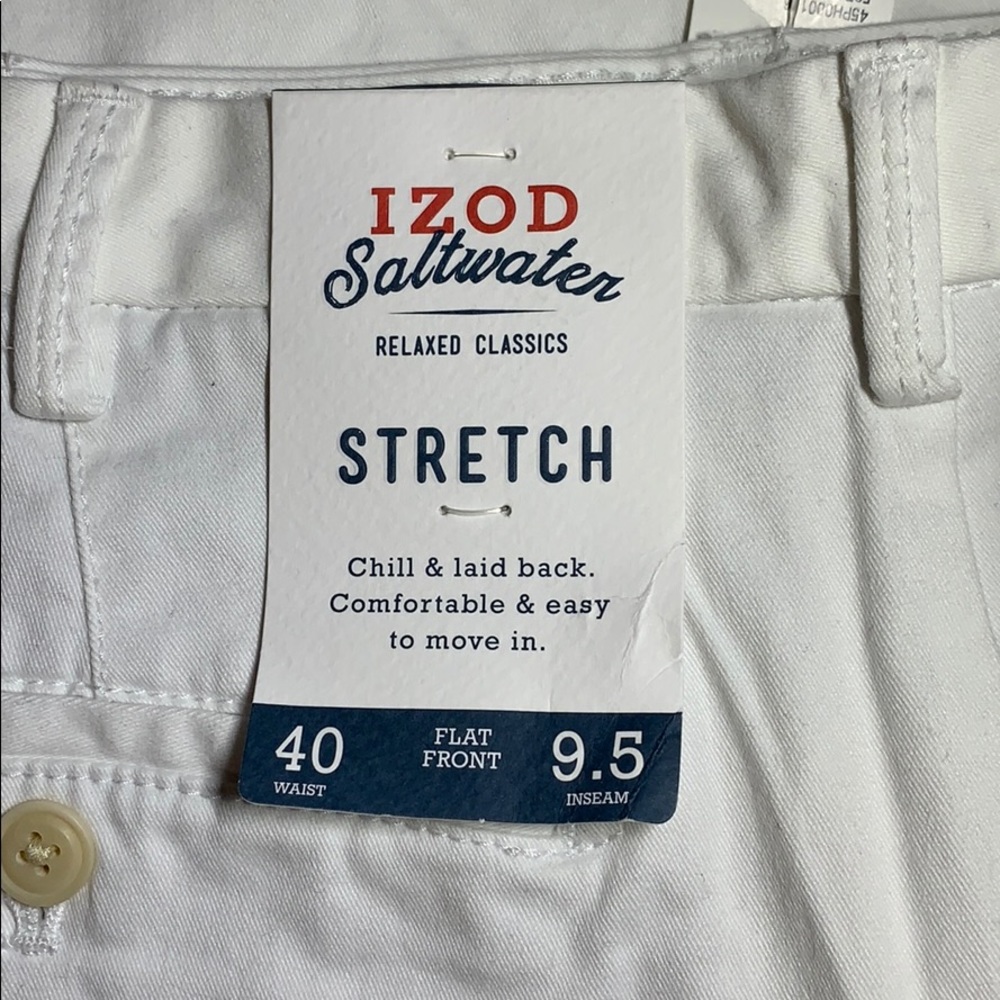 45PH0001
IZOD
Saltwater
RELAXED CLASSICS
STRETCH
Chill & laid back.
Comfortable & easy
to move in.
40 FLAT 9.5
WAIST FRONT INSEAM